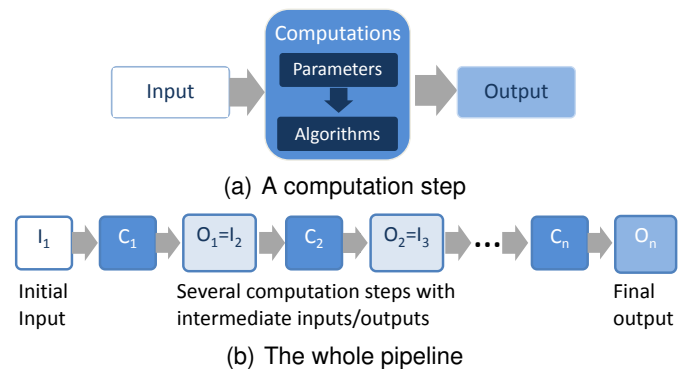 Computations
Parameters
Input
Output
Algorithms
(a) A computation step
I₁ C₁ O₁=I₂ C₂ O₂=I₃ ... Cₙ Oₙ
Initial Several computation steps with Final
Input intermediate inputs/outputs output
(b) The whole pipeline